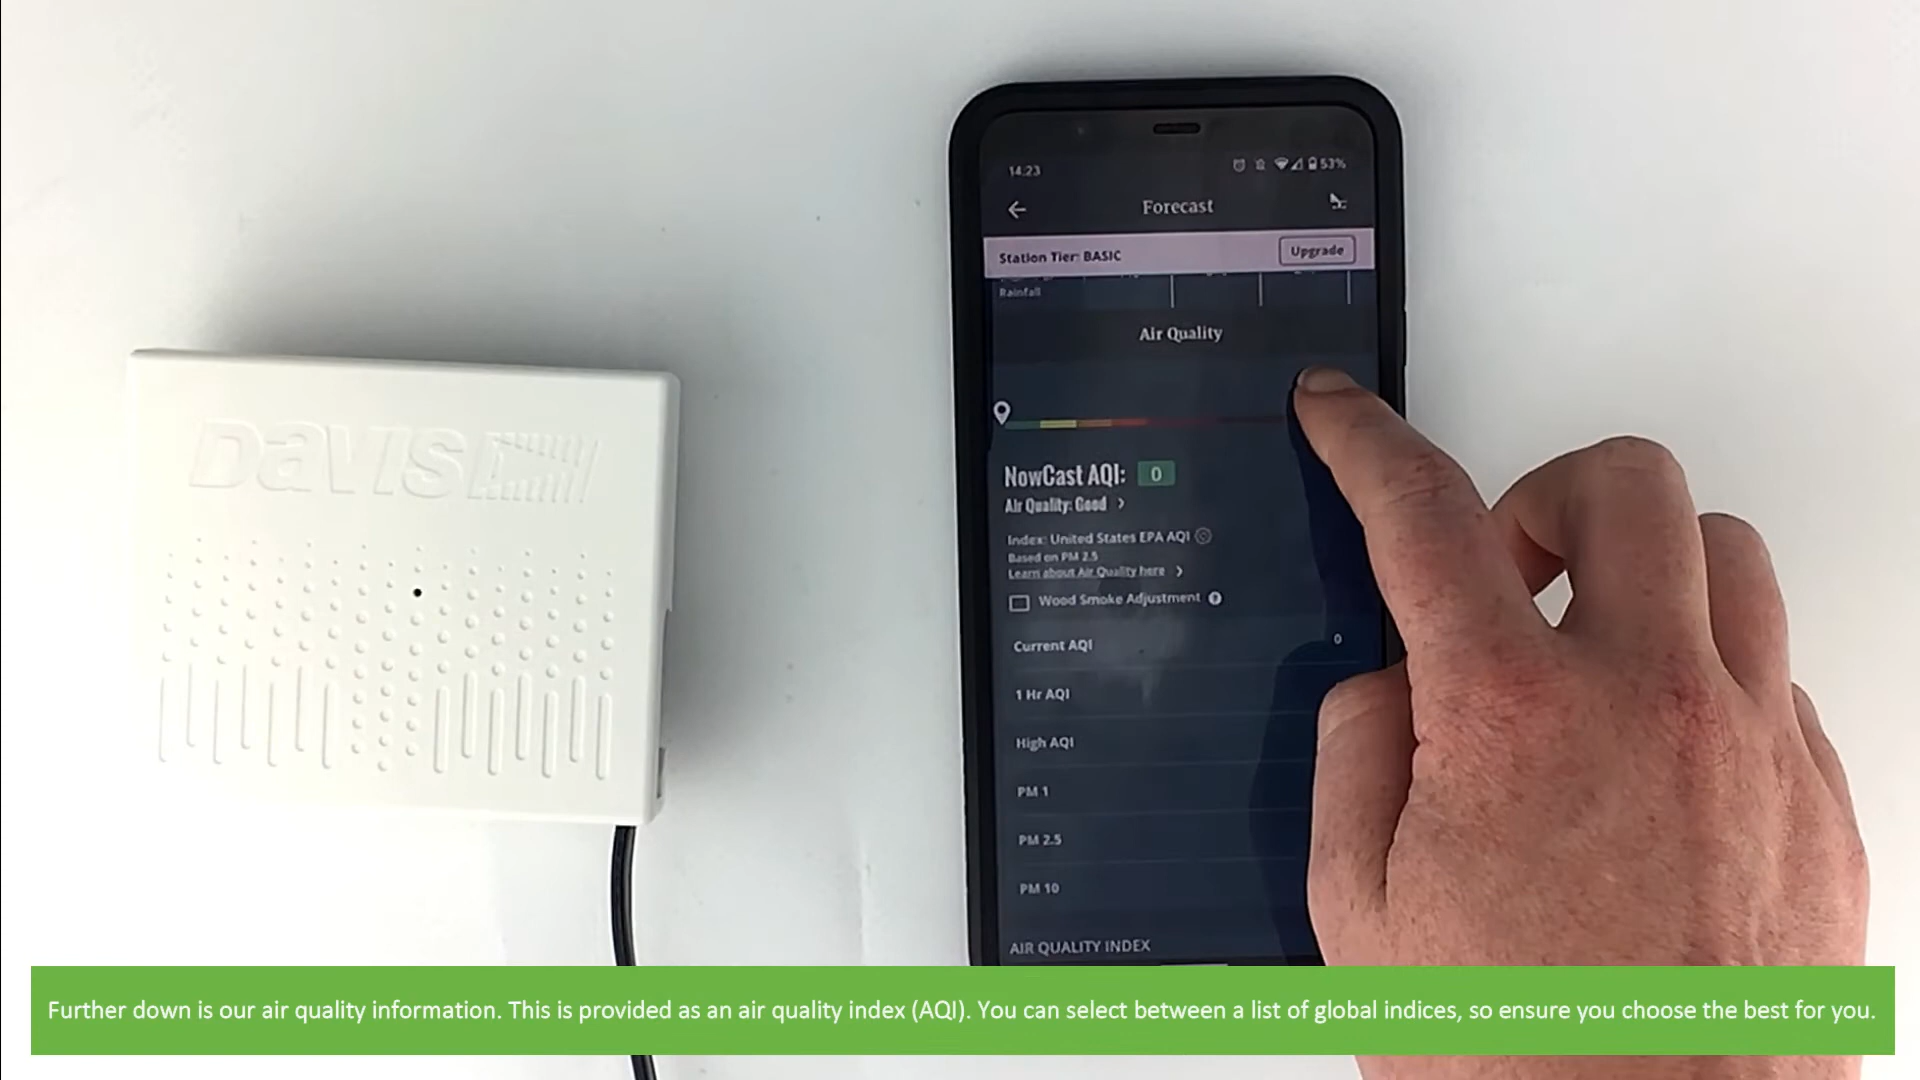 DAVIS
14:23
53%
Forecast
Station Tier: BASIC
Upgrade
Rainfall
Air Quality
NowCast AQI: 0
Air Quality: Good >
Index: United States EPA AQI
Based on PM 2.5
Learn about Air Quality here >
Wood Smoke Adjustment ?
Current AQI 0
1 Hr AQI
High AQI
PM 1
PM 2.5
PM 10
AIR QUALITY INDEX
Further down is our air quality information. This is provided as an air quality index (AQI). You can select between a list of global indices, so ensure you choose the best for you.